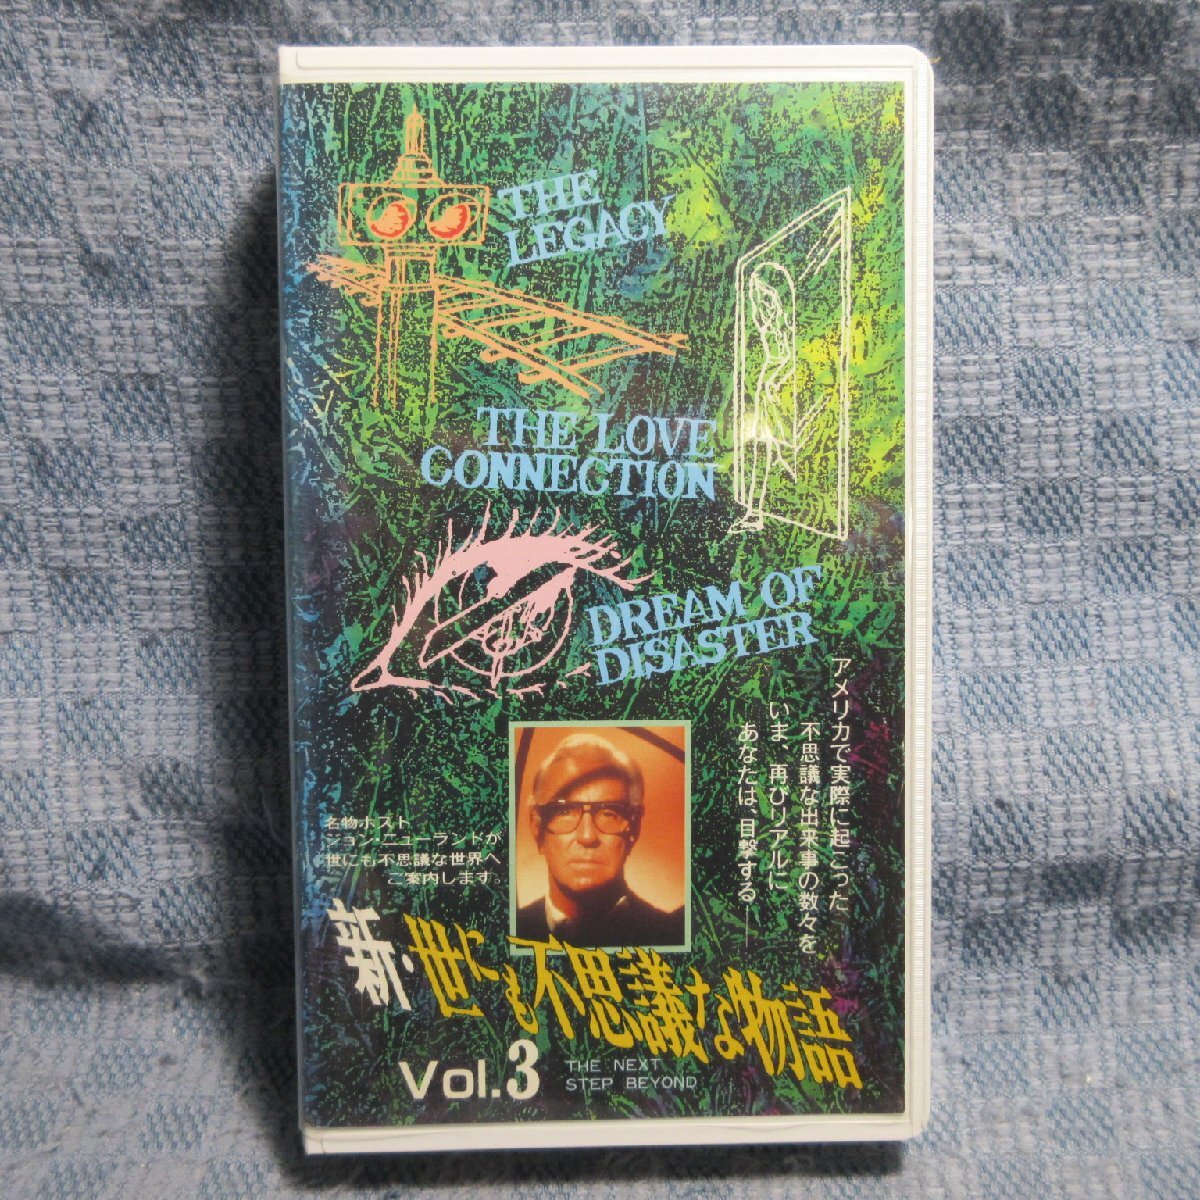 THE
LEGACY
THE LOVE
CONNECTION
DREAM OF
DISASTER
アメリカで実際に起こった
不思議な出来事の数々を
いま、再びリアルに
あなたは、目撃する――
名物ホスト
ジョン・ニューランドが
世にも不思議な世界へ
ご案内します。
新・世にも不思議な物語
Vol.3
THE NEXT
STEP BEYOND